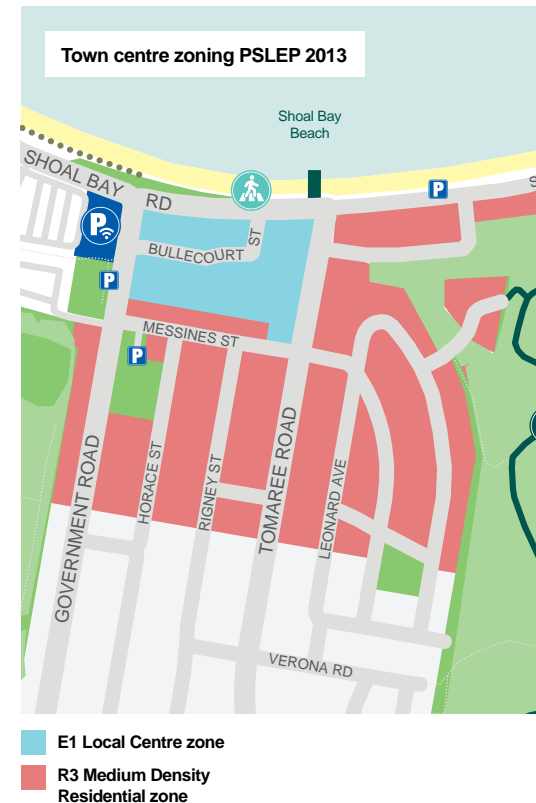 Town centre zoning PSLEP 2013
Shoal Bay
Beach
SHOAL BAY RD
S
P
P
BULLECOURT ST
P
MESSINES ST
P
GOVERNMENT ROAD
HORACE ST
RIGNEY ST
TOMAREE ROAD
LEONARD AVE
VERONA RD
E1 Local Centre zone
R3 Medium Density
Residential zone